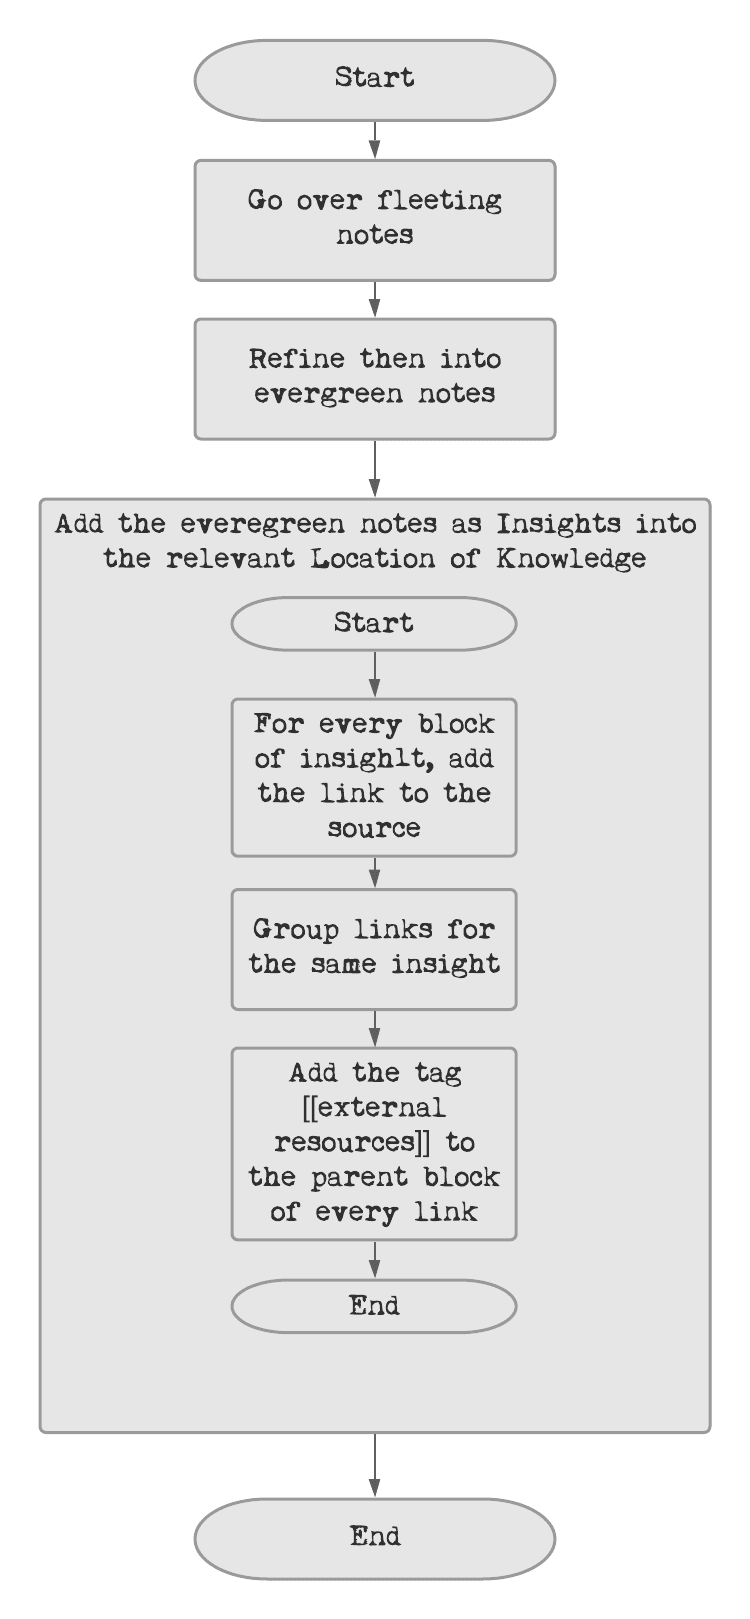 Start
Go over fleeting
notes
Refine then into
evergreen notes
Add the everegreen notes as Insights into
the relevant Location of Knowledge
Start
For every block
of insighlt, add
the link to the
source
Group links for
the same insight
Add the tag
[[external
resources]] to
the parent block
of every link
End
End